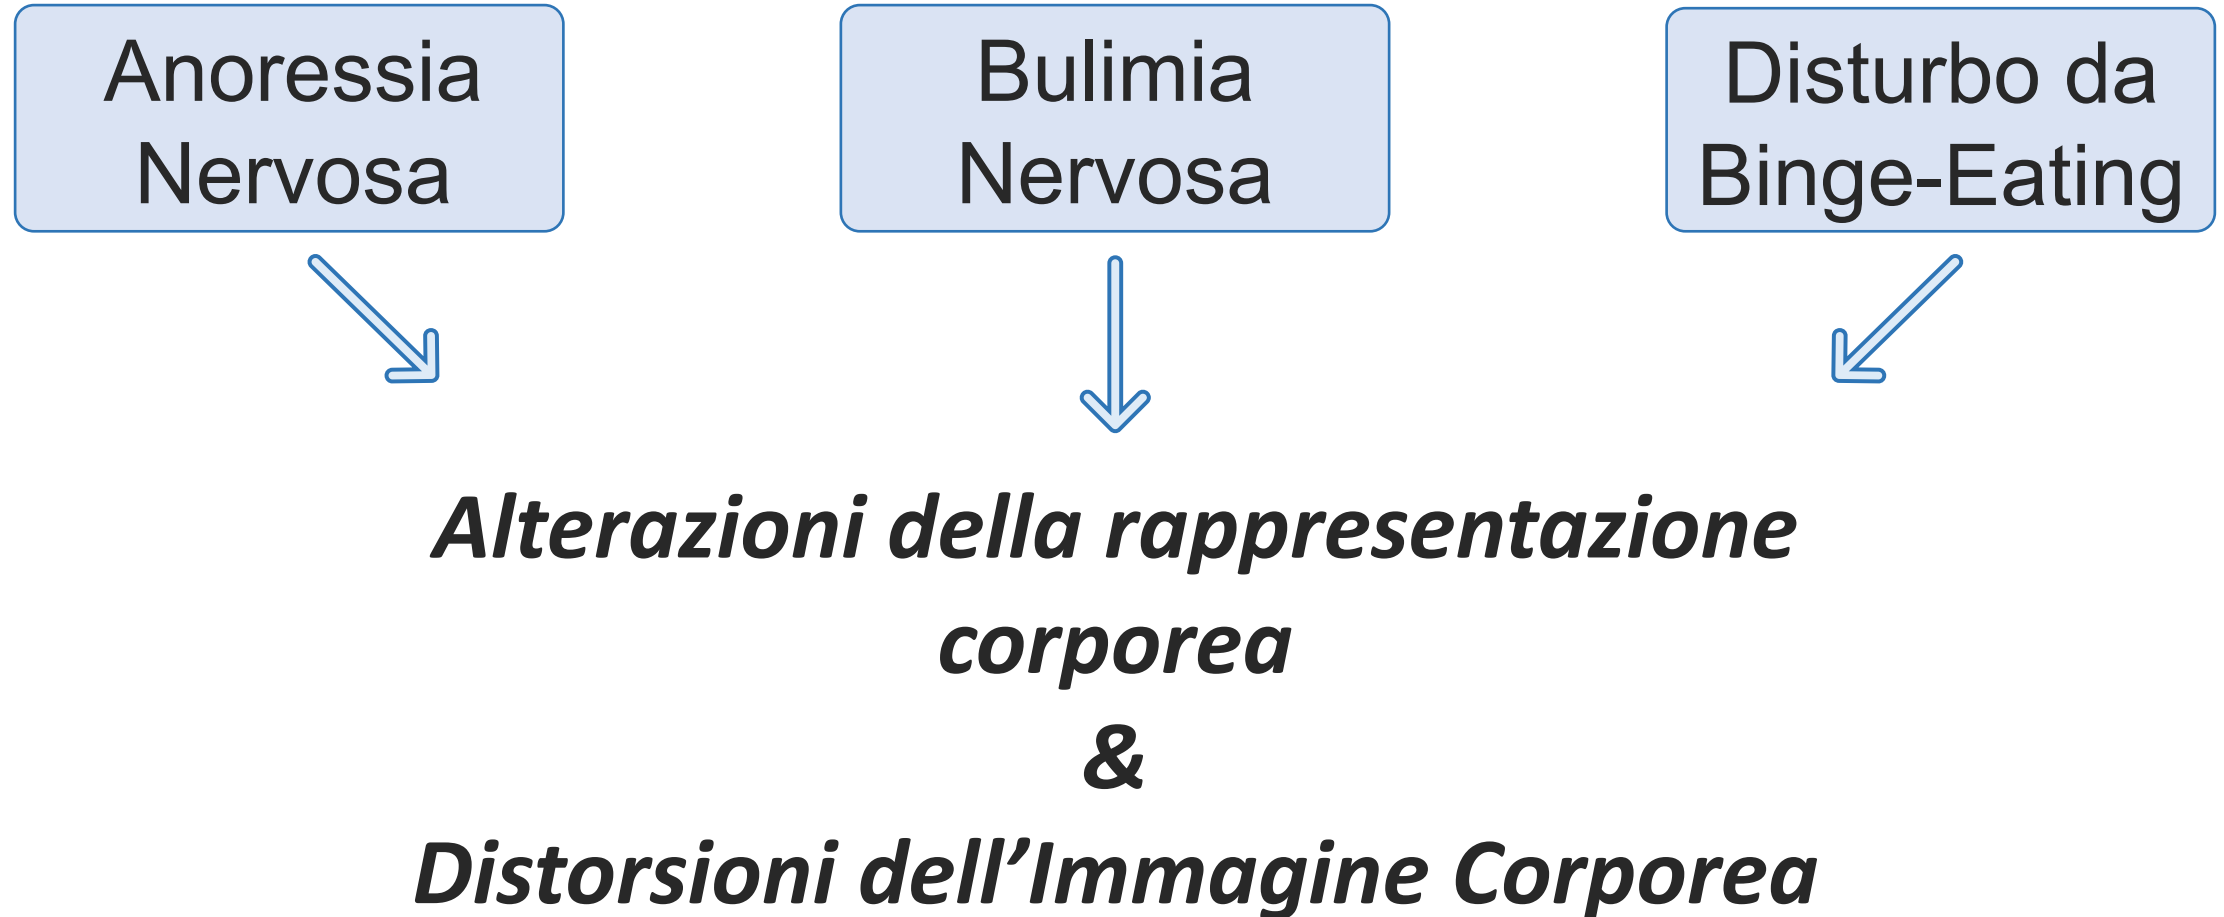 Anoressia
Nervosa
Bulimia
Nervosa
Disturbo da
Binge-Eating
Alterazioni della rappresentazione
corporea
&
Distorsioni dell’Immagine Corporea